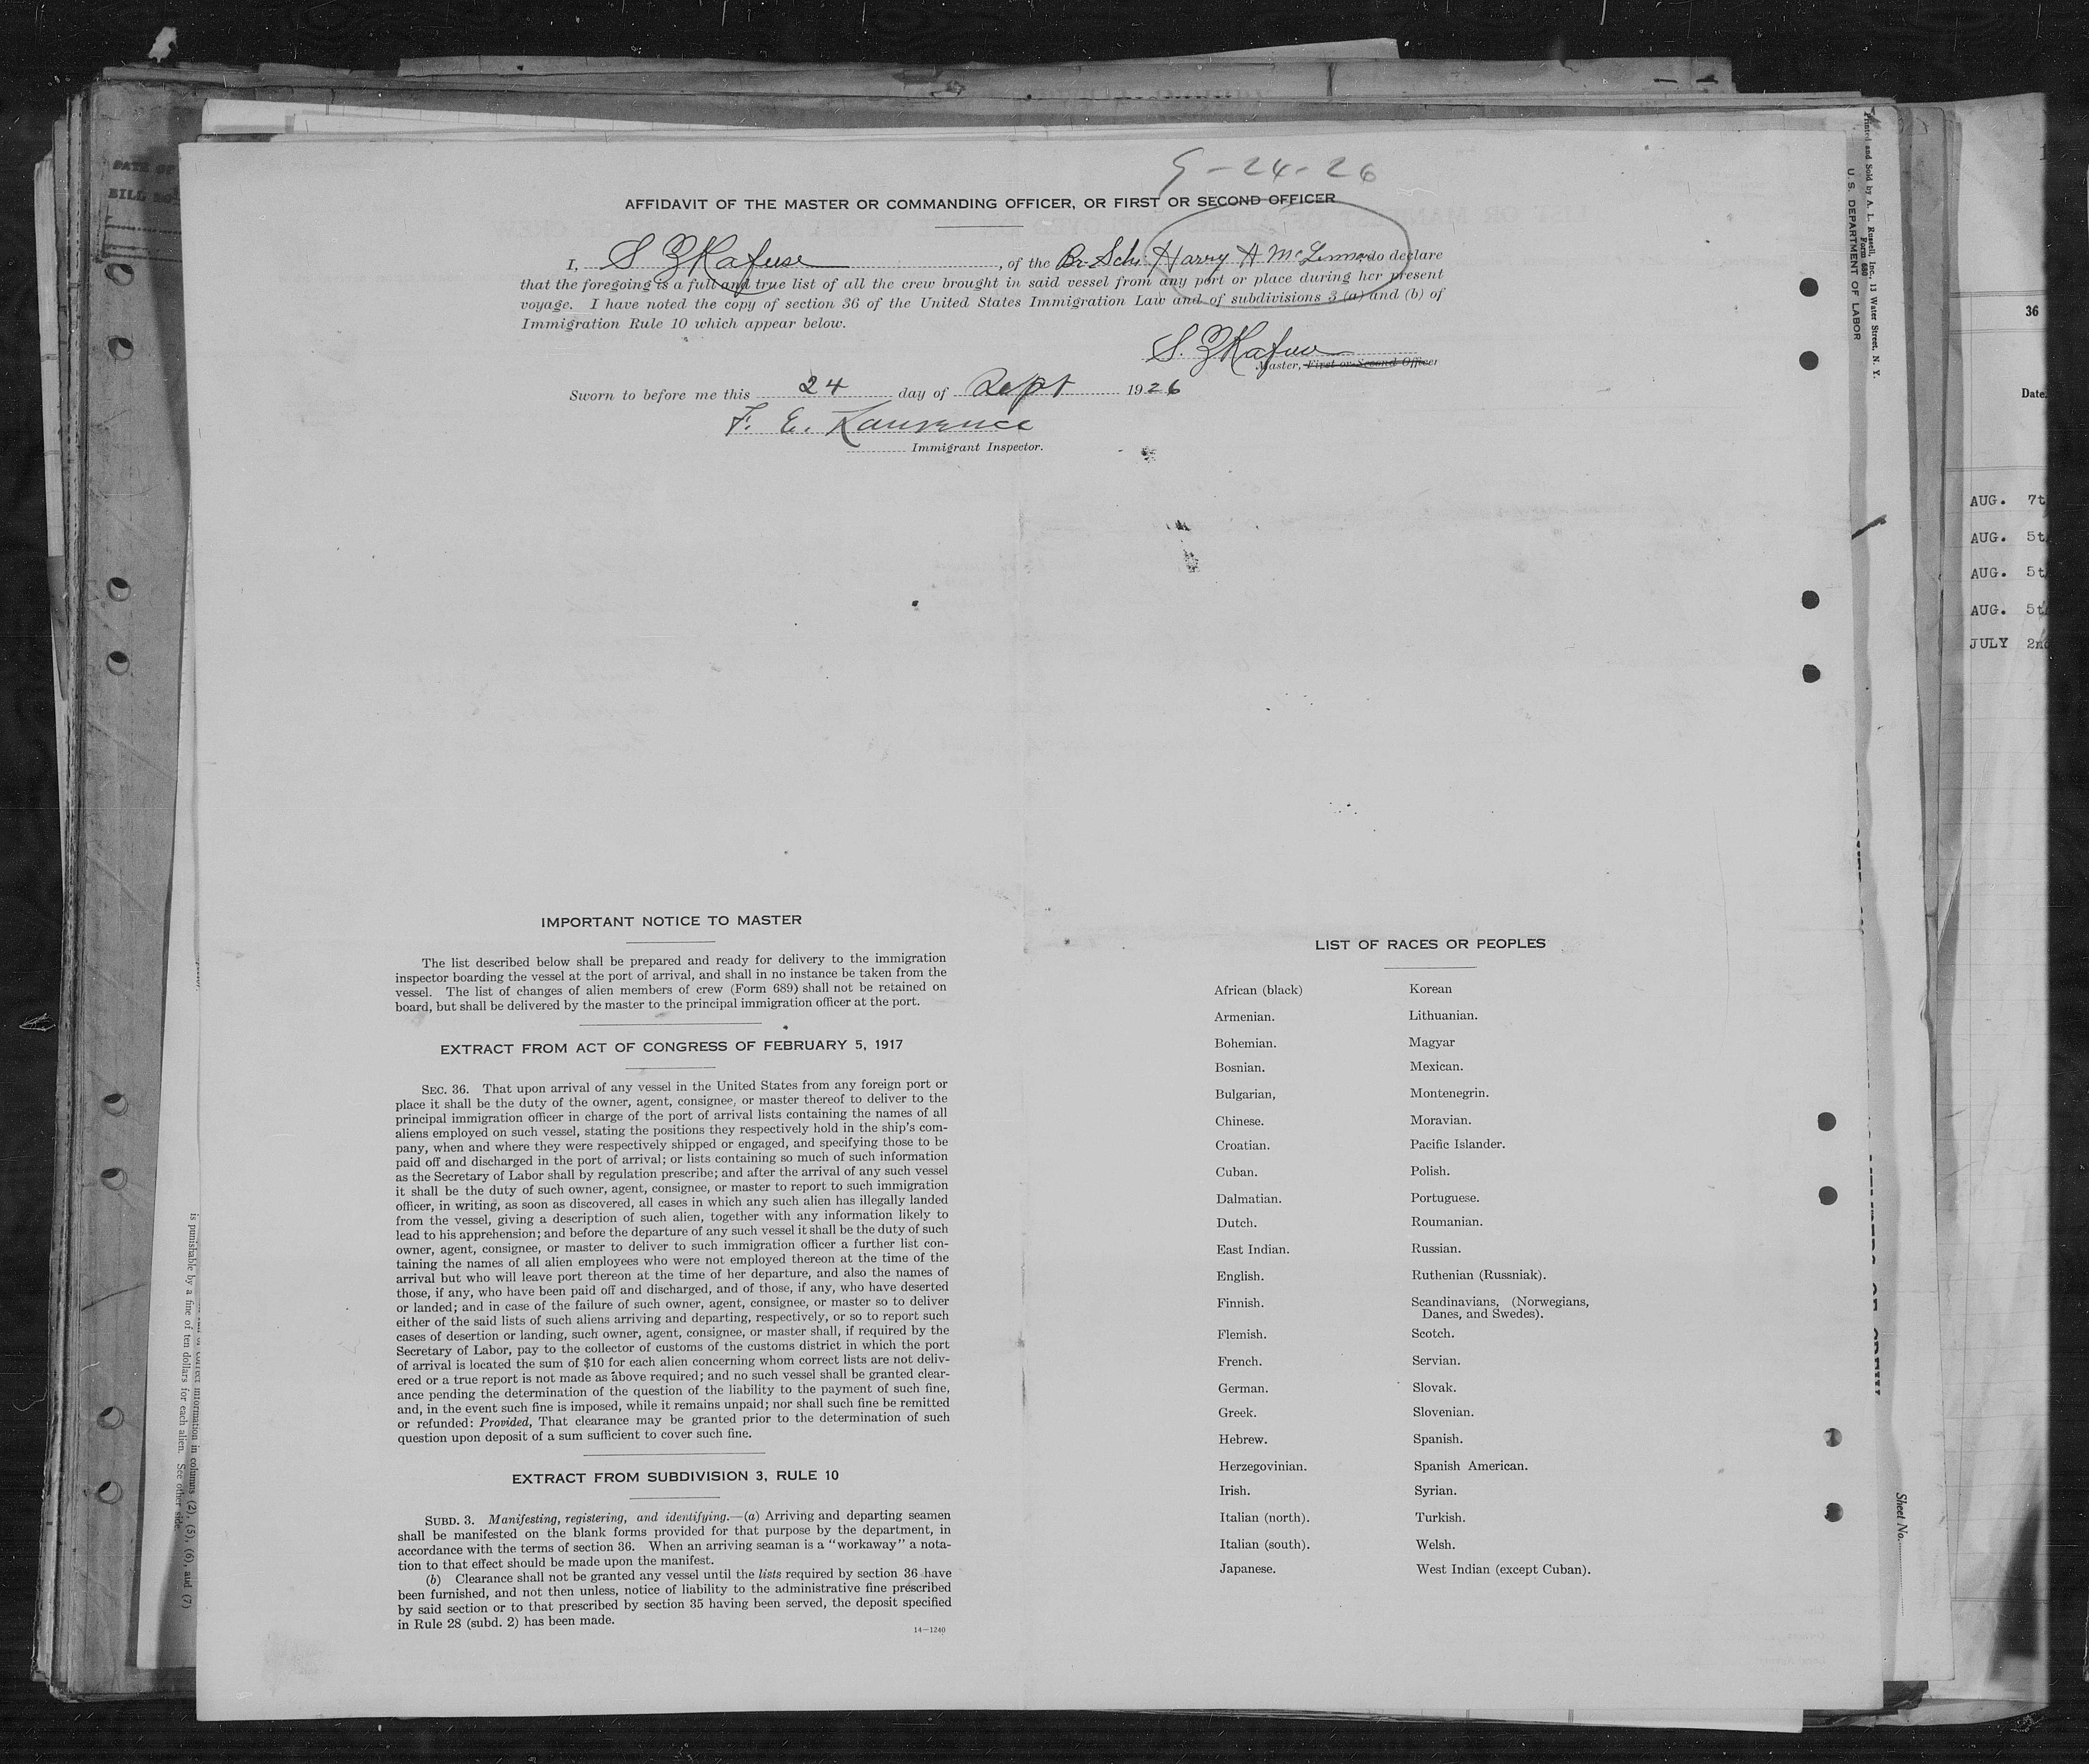 9-24-26
AFFIDAVIT OF THE MASTER OR COMMANDING OFFICER, OR FIRST OR SECOND OFFICER
I, S Z Kafuse, of the Br. Sch. Harry A McLennan do declare
that the foregoing is a full and true list of all the crew brought in said vessel from any port or place during her present
voyage. I have noted the copy of section 36 of the United States Immigration Law and of subdivisions 3 (a) and (b) of
Immigration Rule 10 which appear below.
S. Z Kafuse
Master, First or Second Officer
Sworn to before me this 24 day of Sept 1926
F. E. Lawrence
Immigrant Inspector.
IMPORTANT NOTICE TO MASTER
The list described below shall be prepared and ready for delivery to the immigration
inspector boarding the vessel at the port of arrival, and shall in no instance be taken from the
vessel. The list of changes of alien members of crew (Form 689) shall not be retained on
board, but shall be delivered by the master to the principal immigration officer at the port.
EXTRACT FROM ACT OF CONGRESS OF FEBRUARY 5, 1917
SEC. 36. That upon arrival of any vessel in the United States from any foreign port or
place it shall be the duty of the owner, agent, consignee, or master thereof to deliver to the
principal immigration officer in charge of the port of arrival lists containing the names of all
aliens employed on such vessel, stating the positions they respectively hold in the ship's com-
pany, when and where they were respectively shipped or engaged, and specifying those to be
paid off and discharged in the port of arrival; or lists containing so much of such information
as the Secretary of Labor shall by regulation prescribe; and after the arrival of any such vessel
it shall be the duty of such owner, agent, consignee, or master to report to such immigration
officer, in writing, as soon as discovered, all cases in which any such alien has illegally landed
from the vessel, giving a description of such alien, together with any information likely to
lead to his apprehension; and before the departure of any such vessel it shall be the duty of such
owner, agent, consignee, or master to deliver to such immigration officer a further list con-
taining the names of all alien employees who were not employed thereon at the time of the
arrival but who will leave port thereon at the time of her departure, and also the names of
those, if any, who have been paid off and discharged, and of those, if any, who have deserted
or landed; and in case of the failure of such owner, agent, consignee, or master so to deliver
either of the said lists of such aliens arriving and departing, respectively, or so to report such
cases of desertion or landing, such owner, agent, consignee, or master shall, if required by the
Secretary of Labor, pay to the collector of customs of the customs district in which the port
of arrival is located the sum of $10 for each alien concerning whom correct lists are not deliv-
ered or a true report is not made as above required; and no such vessel shall be granted clear-
ance pending the determination of the question of the liability to the payment of such fine,
and, in the event such fine is imposed, while it remains unpaid; nor shall such fine be remitted
or refunded: Provided, That clearance may be granted prior to the determination of such
question upon deposit of a sum sufficient to cover such fine.
EXTRACT FROM SUBDIVISION 3, RULE 10
SUBD. 3. Manifesting, registering, and identifying.—(a) Arriving and departing seamen
shall be manifested on the blank forms provided for that purpose by the department, in
accordance with the terms of section 36. When an arriving seaman is a "workaway" a nota-
tion to that effect should be made upon the manifest.
(b) Clearance shall not be granted any vessel until the lists required by section 36 have
been furnished, and not then unless, notice of liability to the administrative fine prescribed
by said section or to that prescribed by section 35 having been served, the deposit specified
in Rule 28 (subd. 2) has been made.
14-1240
LIST OF RACES OR PEOPLES
African (black)
Armenian.
Bohemian.
Bosnian.
Bulgarian,
Chinese.
Croatian.
Cuban.
Dalmatian.
Dutch.
East Indian.
English.
Finnish.
Flemish.
French.
German.
Greek.
Hebrew.
Herzegovinian.
Irish.
Italian (north).
Italian (south).
Japanese.
Korean
Lithuanian.
Magyar
Mexican.
Montenegrin.
Moravian.
Pacific Islander.
Polish.
Portuguese.
Roumanian.
Russian.
Ruthenian (Russniak).
Scandinavians, (Norwegians,
Danes, and Swedes).
Scotch.
Servian.
Slovak.
Slovenian.
Spanish.
Spanish American.
Syrian.
Turkish.
Welsh.
West Indian (except Cuban).
Printed and Sold by A. L. Russell, Inc., 13 Water Street, N. Y.
Form 680
U.S. DEPARTMENT OF LABOR
Sheet No.
DATE OF
BILL
correct information in columns (2), (5), (6), and (7)
is punishable by a fine of ten dollars for each alien. See other side.
36
Date
AUG. 7t
AUG. 5t
AUG. 5t
AUG. 5t
JULY 2nd